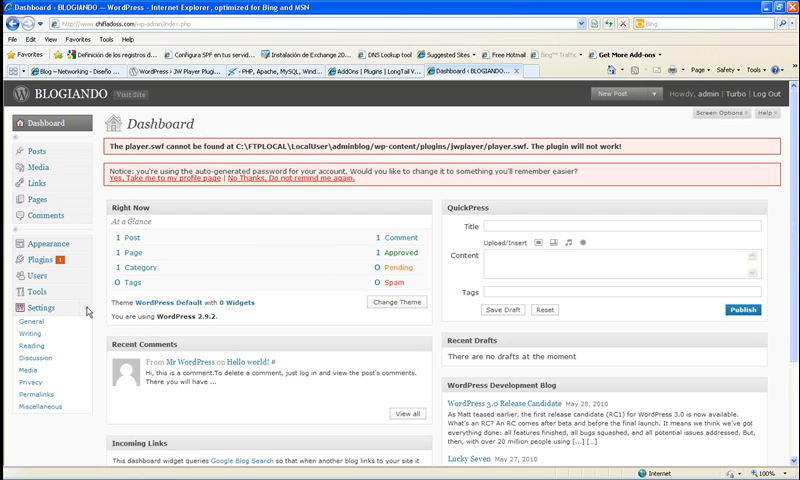 Dashboard ‹ BLOGIANDO — WordPress - Internet Explorer, optimized for Bing and MSN
http://www.chifladoss.com/wp-admin/index.php
Bing
File Edit View Favorites Tools Help
Favorites
Definición de los registros d...
Configura SPF en tus servid...
Instalación de Exchange 20...
DNS Lookup tool
Suggested Sites
Free Hotmail
Bing™ Traffic
Get More Add-ons
Blog – Networking - Diseño ...
WordPress › JW Player Plugi...
- PHP, Apache, MySQL, Wind...
AddOns | Plugins | LongTail V...
Dashboard ‹ BLOGIANDO ...
Page
Safety
Tools
BLOGIANDO
Visit Site
New Post
Howdy, admin | Turbo | Log Out
Screen Options
Help
Dashboard
Posts
Media
Links
Pages
Comments
Appearance
Plugins 1
Users
Tools
Settings
General
Writing
Reading
Discussion
Media
Privacy
Permalinks
Miscellaneous
Dashboard
The player.swf cannot be found at C:\FTPLOCAL\LocalUser\adminblog/wp-content/plugins/jwplayer/player.swf. The plugin will not work!
Notice: you're using the auto-generated password for your account. Would you like to change it to something you'll remember easier?
Yes, Take me to my profile page | No Thanks, Do not remind me again.
Right Now
At a Glance
1 Post 1 Comment
1 Page 1 Approved
1 Category 0 Pending
0 Tags 0 Spam
Theme WordPress Default with 0 Widgets
Change Theme
You are using WordPress 2.9.2.
Recent Comments
From Mr WordPress on Hello world! #
Hi, this is a comment.To delete a comment, just log in and view the post's comments.
There you will have ...
View all
Incoming Links
This dashboard widget queries Google Blog Search so that when another blog links to your site it
QuickPress
Title
Upload/Insert
Content
Tags
Save Draft
Reset
Publish
Recent Drafts
There are no drafts at the moment
WordPress Development Blog
WordPress 3.0 Release Candidate May 28, 2010
As Matt teased earlier, the first release candidate (RC1) for WordPress 3.0 is now available.
What's an RC? An RC comes after beta and before the final launch. It means we think we've got
everything done: all features finished, all bugs squashed, and all potential issues addressed. But,
then, with over 20 million people using [...] [...]
Lucky Seven May 27, 2010
Internet
100%